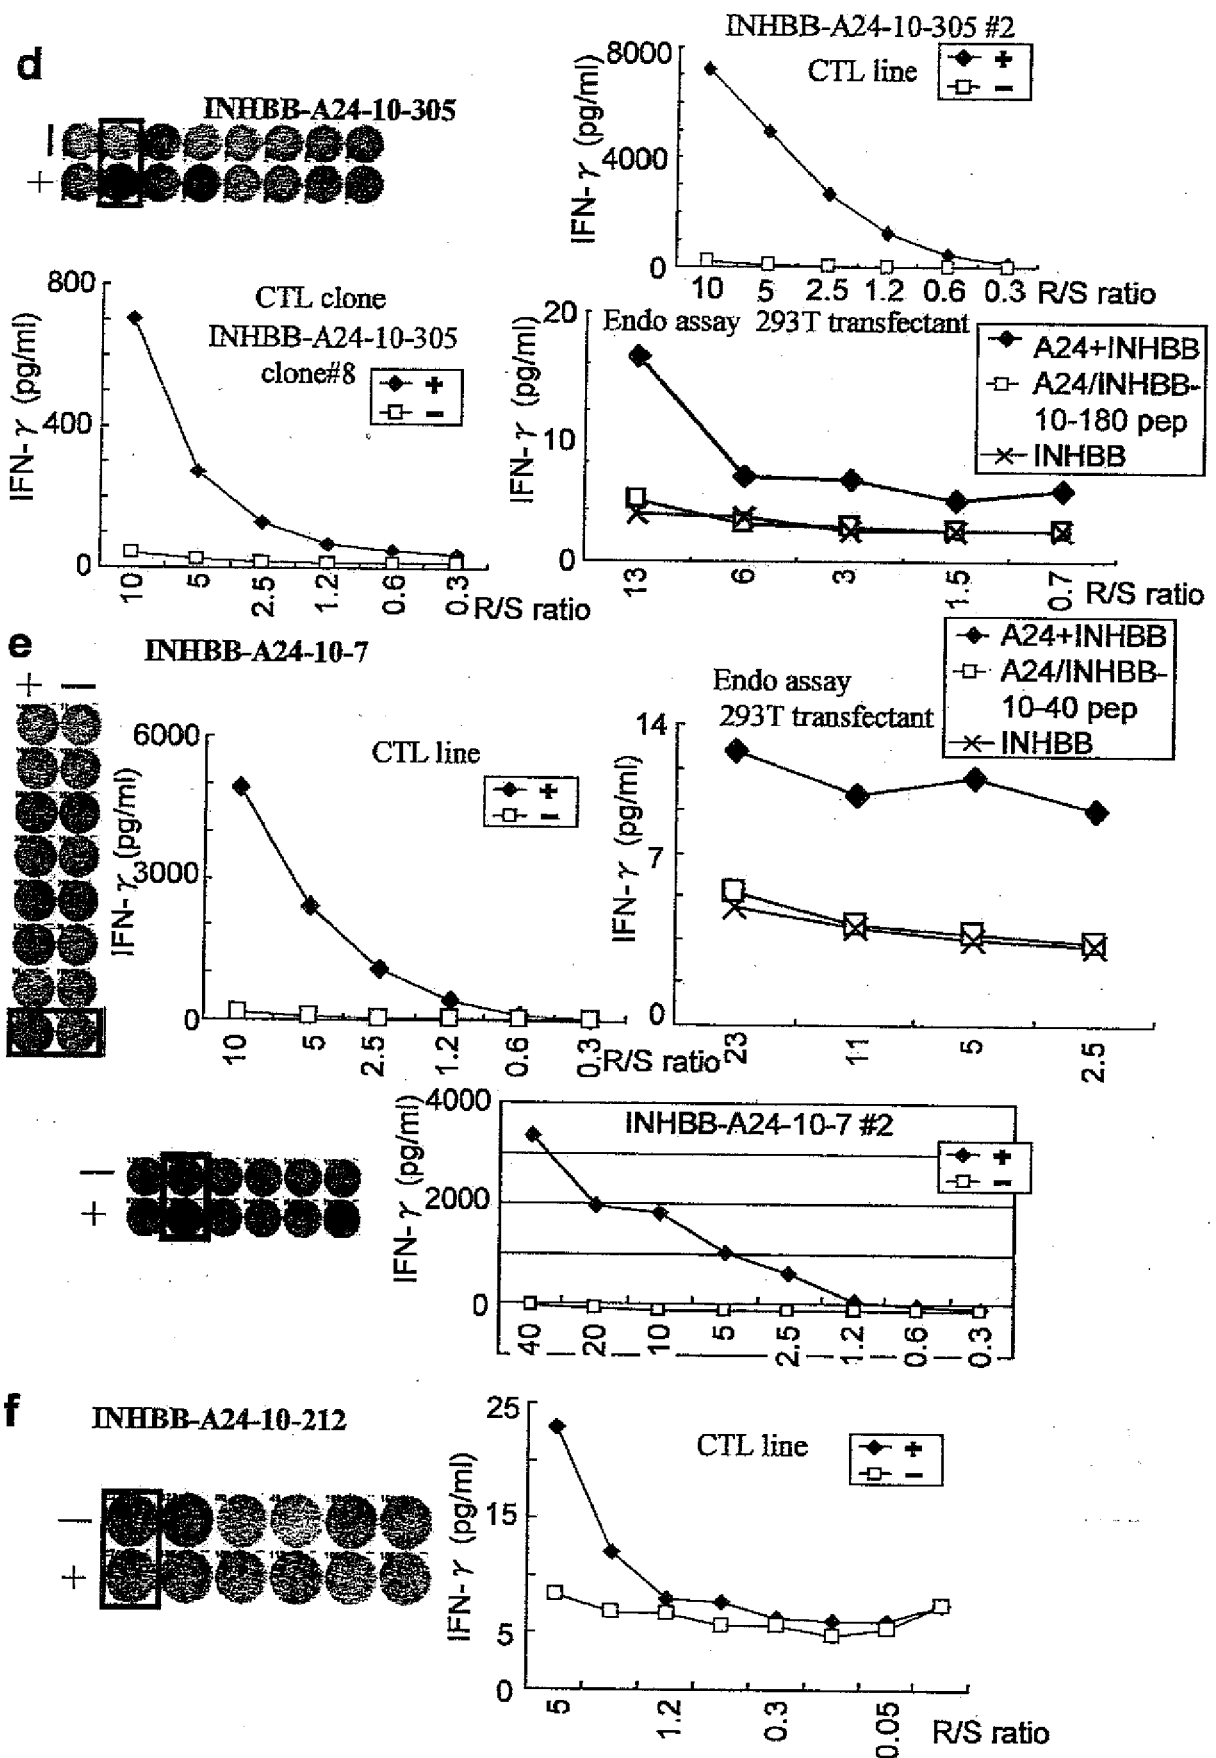 d
INHBB-A24-10-305
−
+
INHBB-A24-10-305 #2
CTL line
+
−
IFN-γ (pg/ml)
8000
4000
0
10 5 2.5 1.2 0.6 0.3 R/S ratio
CTL clone
INHBB-A24-10-305
clone#8
+
−
IFN-γ (pg/ml)
800
400
0
10 5 2.5 1.2 0.6 0.3 R/S ratio
Endo assay 293T transfectant
A24+INHBB
A24/INHBB-
10-180 pep
INHBB
IFN-γ (pg/ml)
20
10
0
13 6 3 1.5 0.7 R/S ratio
e
INHBB-A24-10-7
+ −
CTL line
+
−
IFN-γ (pg/ml)
6000
3000
0
10 5 2.5 1.2 0.6 0.3 R/S ratio
Endo assay
293T transfectant
A24+INHBB
A24/INHBB-
10-40 pep
INHBB
IFN-γ (pg/ml)
14
7
0
23 11 5 2.5
−
+
INHBB-A24-10-7 #2
+
−
IFN-γ (pg/ml)
4000
2000
0
40 20 10 5 2.5 1.2 0.6 0.3
f
INHBB-A24-10-212
−
+
CTL line
+
−
IFN-γ (pg/ml)
25
15
5
0
5 1.2 0.3 0.05 R/S ratio